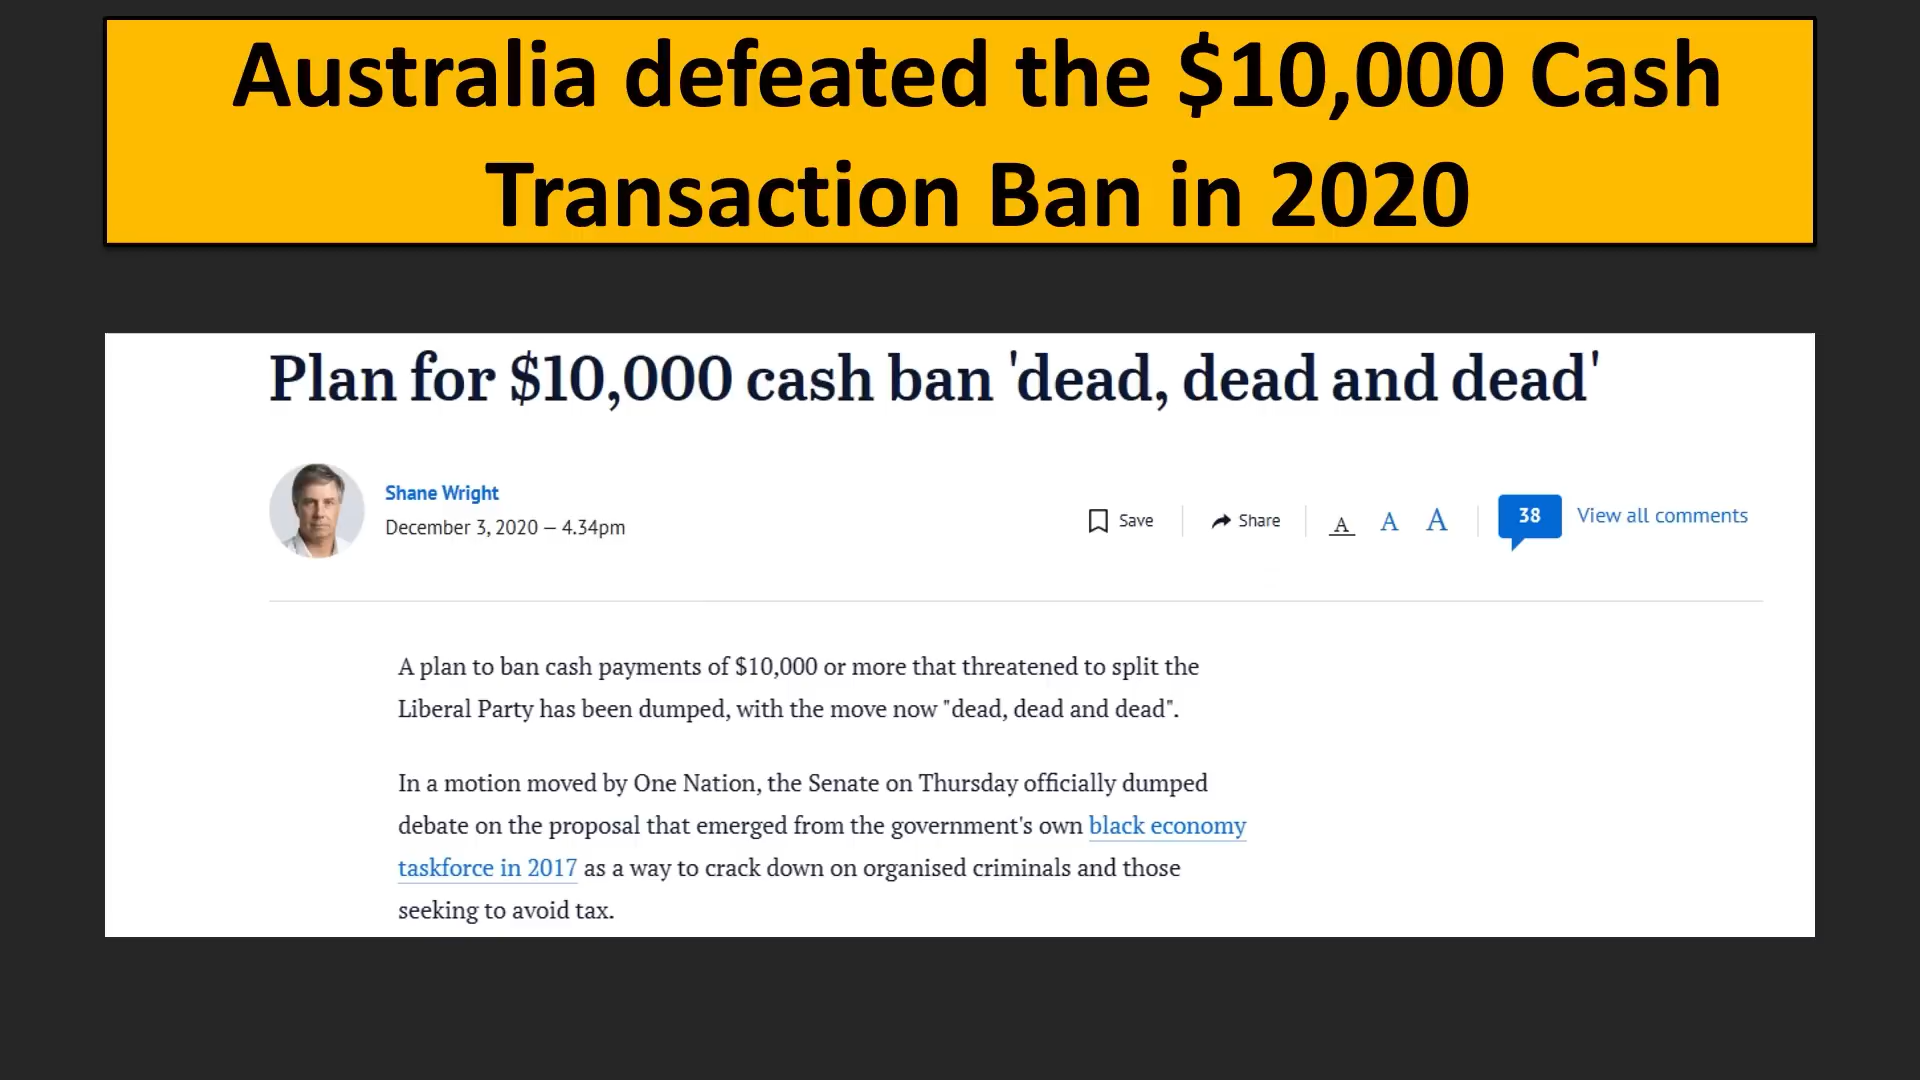 Australia defeated the $10,000 Cash
Transaction Ban in 2020
Plan for $10,000 cash ban 'dead, dead and dead'
Shane Wright
December 3, 2020 — 4.34pm
Save
Share
A A A
38
View all comments
A plan to ban cash payments of $10,000 or more that threatened to split the
Liberal Party has been dumped, with the move now "dead, dead and dead".
In a motion moved by One Nation, the Senate on Thursday officially dumped
debate on the proposal that emerged from the government's own black economy
taskforce in 2017 as a way to crack down on organised criminals and those
seeking to avoid tax.